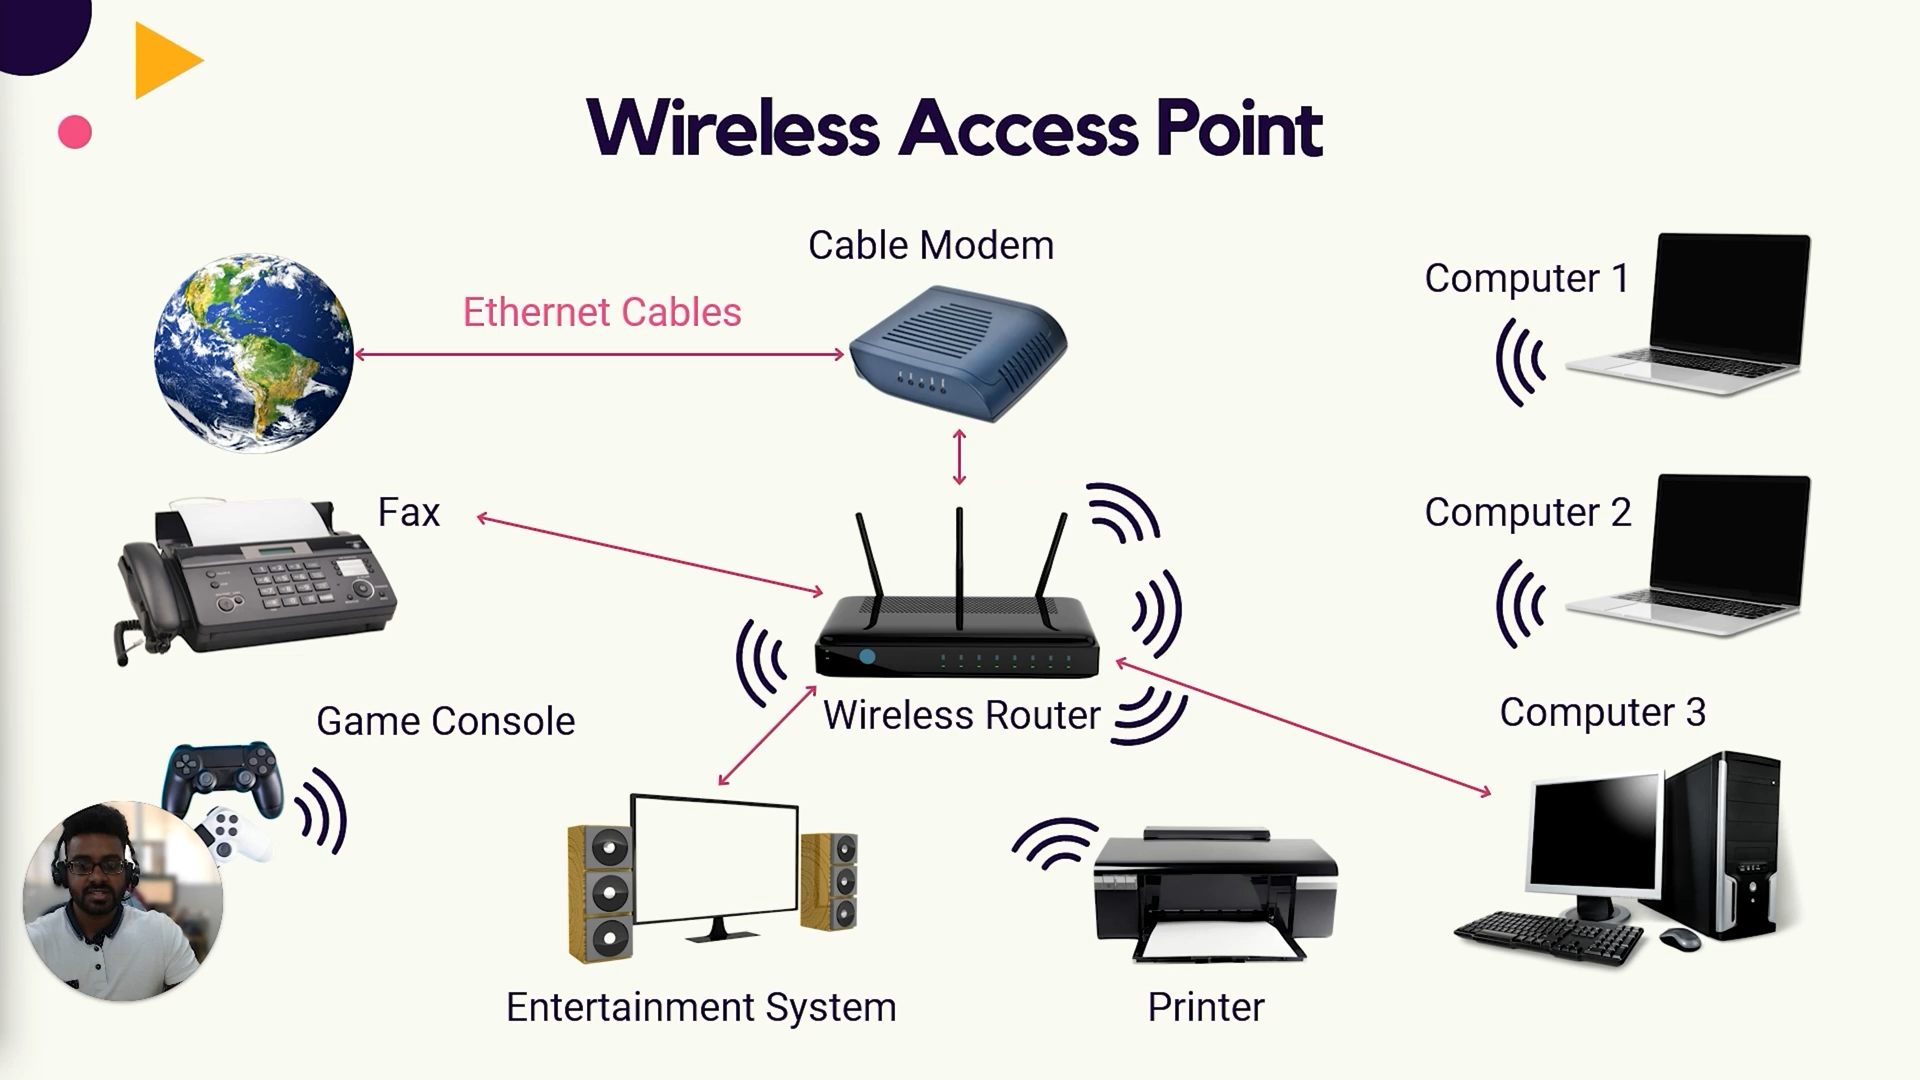 Wireless Access Point
Cable Modem
Ethernet Cables
Computer 1
Fax
Computer 2
Game Console
Wireless Router
Computer 3
Entertainment System
Printer